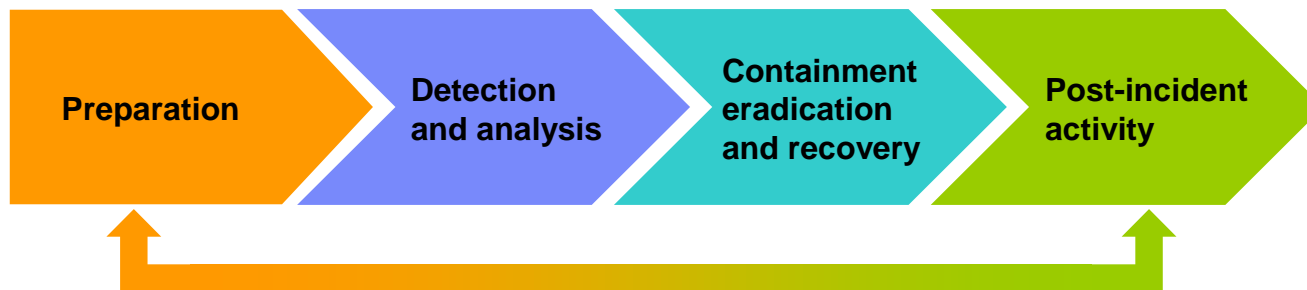 Preparation
Detection
and analysis
Containment
eradication
and recovery
Post-incident
activity